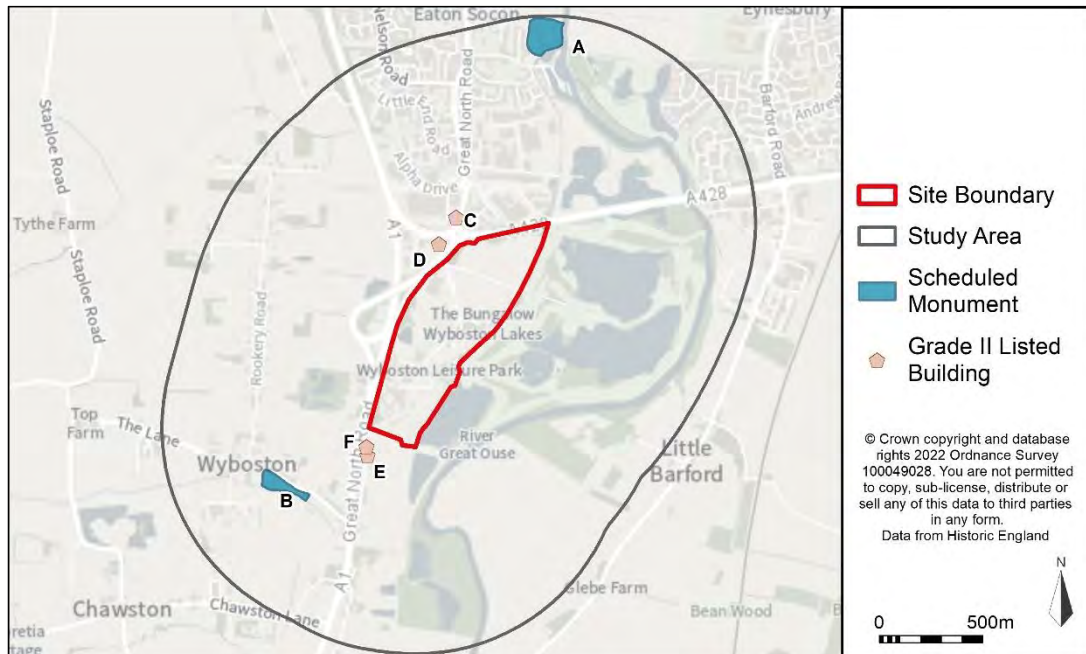 Eaton Socon
Eynesbury
A
Nelson Road
Staploe Road
Little End Road
Great North Road
Barford Road
Alpha Drive
A428
A428
Tythe Farm
A1
C
D
Staploe Road
Rookery Road
The Bungalow
Wyboston Lakes
Wyboston Leisure Park
Top
Farm
The Lane
Wyboston
B
F
E
Great North Road
River
Great Ouse
Little
Barford
A1
Glebe Farm
Bean Wood
Chawston
Chawston Lane
Site Boundary
Study Area
Scheduled
Monument
Grade II Listed
Building
© Crown copyright and database
rights 2022 Ordnance Survey
100049028. You are not permitted
to copy, sub-license, distribute or
sell any of this data to third parties
in any form.
Data from Historic England
N
0 500m